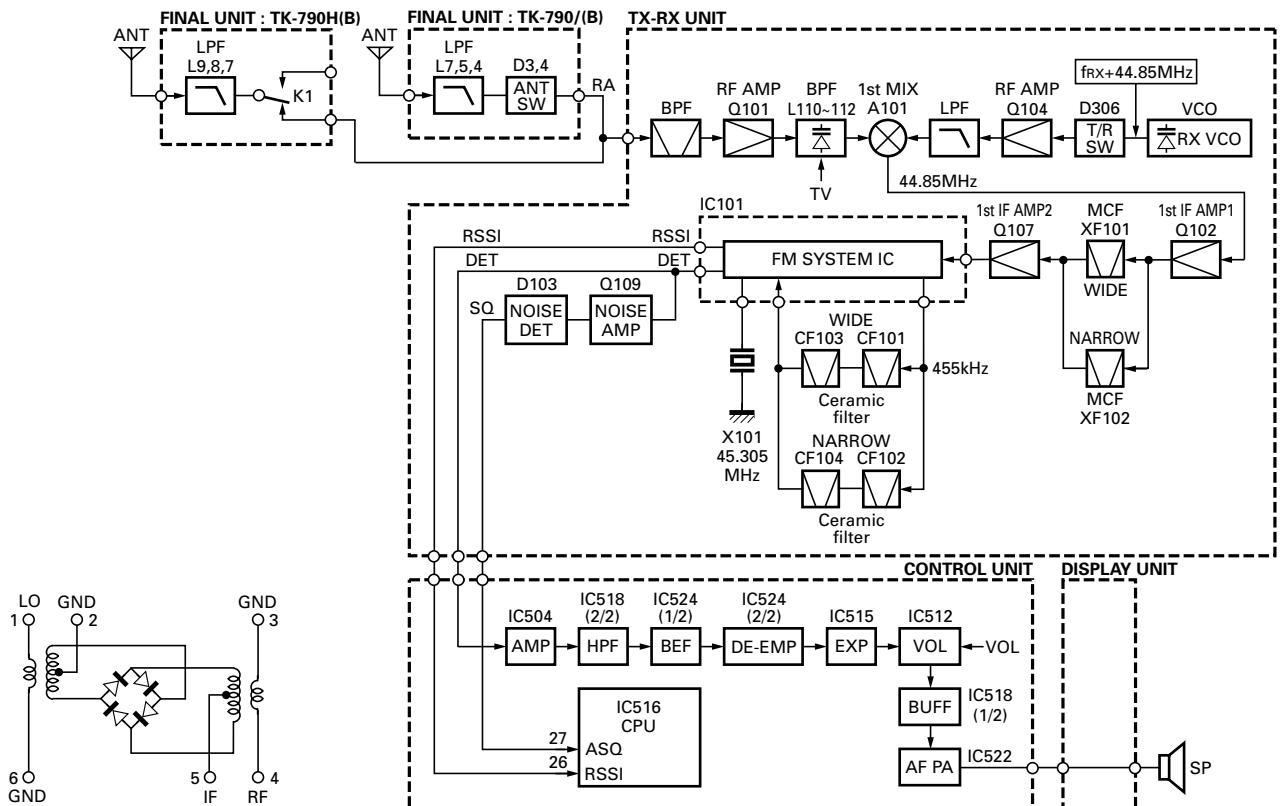 FINAL UNIT : TK-790H(B)
FINAL UNIT : TK-790/(B)
TX-RX UNIT
ANT
LPF
L9,8,7
K1
ANT
LPF
L7,5,4
D3,4
ANT
SW
RA
BPF
RF AMP
Q101
BPF
L110~112
TV
1st MIX
A101
LPF
RF AMP
Q104
D306
T/R
SW
fRX+44.85MHz
VCO
RX VCO
44.85MHz
IC101
RSSI
RSSI
DET
DET
FM SYSTEM IC
1st IF AMP2
Q107
MCF
XF101
WIDE
1st IF AMP1
Q102
NARROW
MCF
XF102
SQ
D103
NOISE
DET
Q109
NOISE
AMP
WIDE
CF103
CF101
Ceramic
filter
455kHz
X101
45.305
MHz
NARROW
CF104
CF102
Ceramic
filter
CONTROL UNIT
DISPLAY UNIT
IC504
AMP
IC518
(2/2)
HPF
IC524
(1/2)
BEF
IC524
(2/2)
DE-EMP
IC515
EXP
IC512
VOL
VOL
BUFF
IC518
(1/2)
AF PA
IC522
SP
IC516
CPU
27
ASQ
26
RSSI
LO
1
GND
2
GND
3
6
GND
5
IF
4
RF